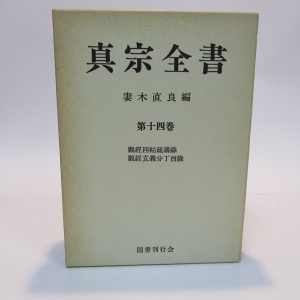 真宗全書
妻木直良編
第十四巻
觀經四帖疏講錄
觀經玄義分丁酉錄
国書刊行会